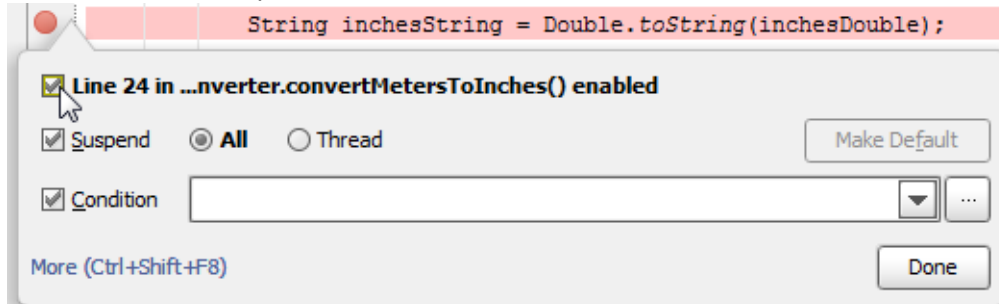 String inchesString = Double.toString(inchesDouble);
Line 24 in ...nverter.convertMetersToInches() enabled
Suspend All Thread Make Default
Condition ...
More (Ctrl+Shift+F8) Done